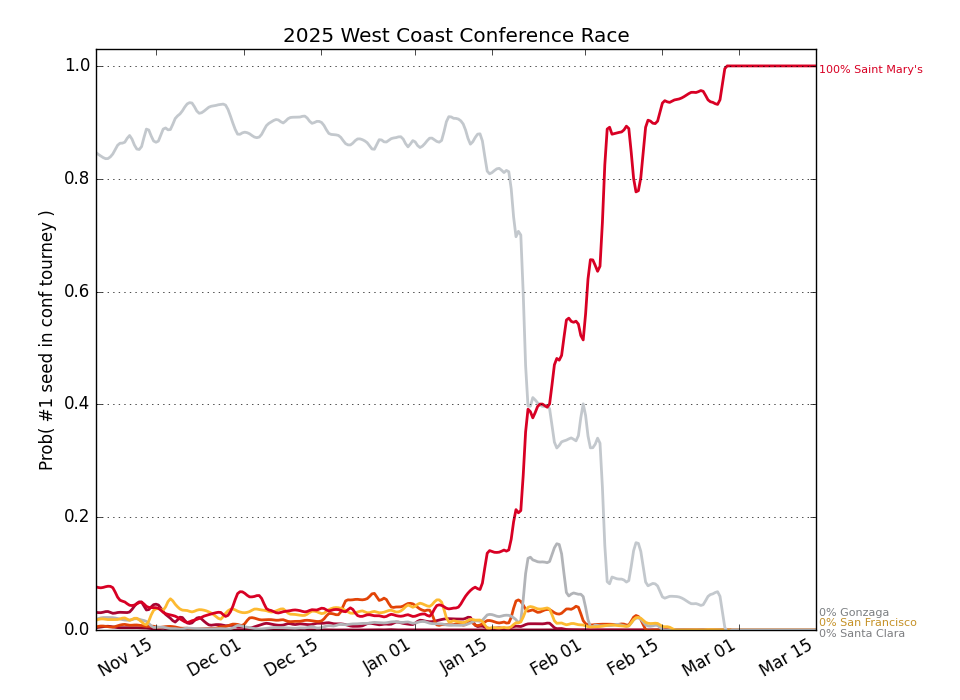 2025 West Coast Conference Race
Prob( #1 seed in conf tourney )
1.0
0.8
0.6
0.4
0.2
0.0
100% Saint Mary's
0% Gonzaga
0% San Francisco
0% Santa Clara
Nov 15
Dec 01
Dec 15
Jan 01
Jan 15
Feb 01
Feb 15
Mar 01
Mar 15